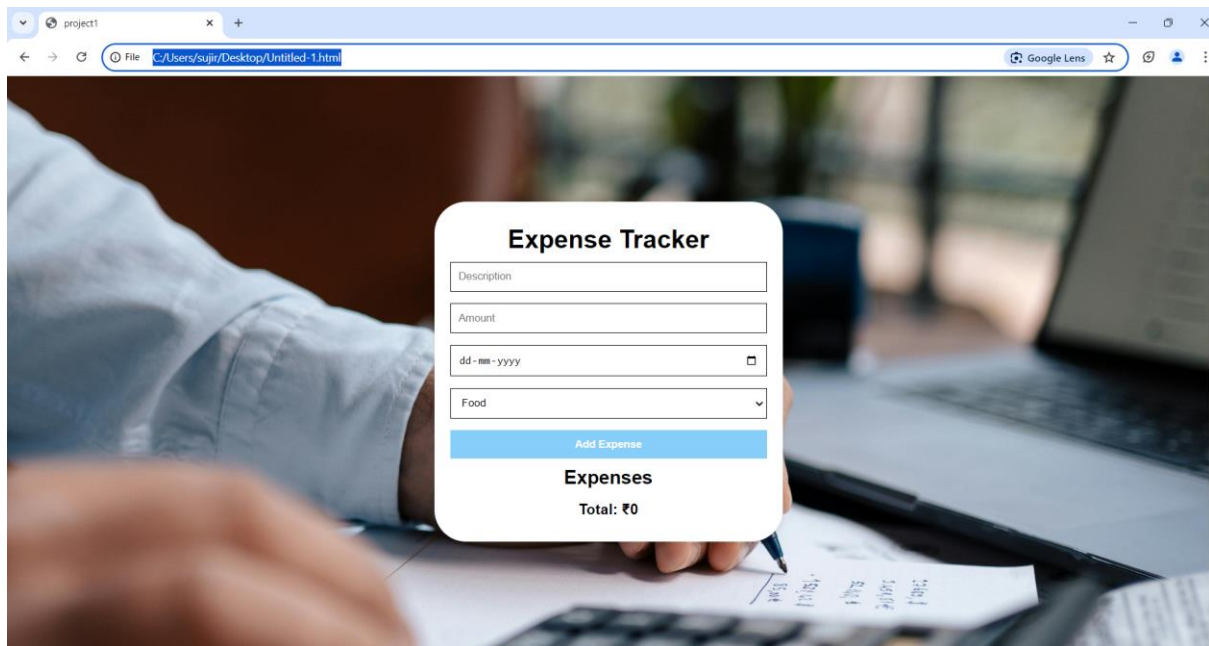 project1
File C:/Users/sujir/Desktop/Untitled-1.html Google Lens
Expense Tracker
Description
Amount
dd-mm-yyyy
Food
Add Expense
Expenses
Total: ₹0